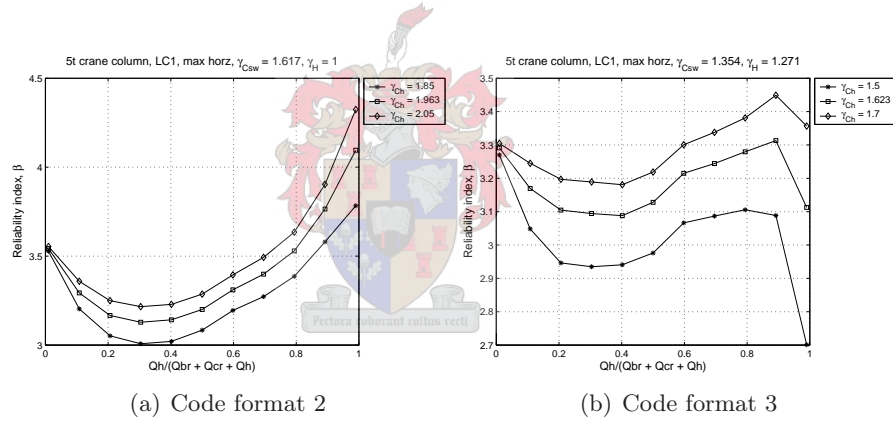 5t crane column, LC1, max horz, γCsw = 1.617, γH = 1
4.5
4
3.5
3
Reliability index, β
0 0.2 0.4 0.6 0.8 1
Qh/(Qbr + Qcr + Qh)
γCh = 1.85
γCh = 1.963
γCh = 2.05
(a) Code format 2
5t crane column, LC1, max horz, γCsw = 1.354, γH = 1.271
3.5
3.4
3.3
3.2
3.1
3
2.9
2.8
2.7
Reliability index, β
0 0.2 0.4 0.6 0.8 1
Qh/(Qbr + Qcr + Qh)
γCh = 1.5
γCh = 1.623
γCh = 1.7
(b) Code format 3
Pectora roborant cultus recti